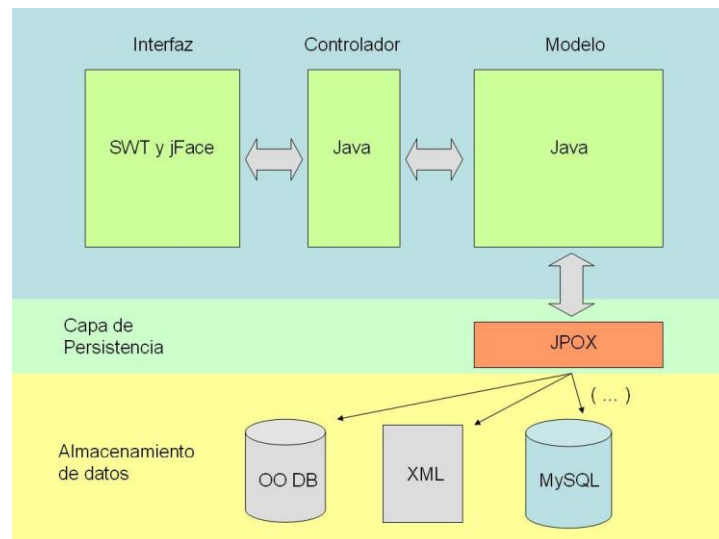 Interfaz
Controlador
Modelo
SWT y jFace
Java
Java
Capa de
Persistencia
JPOX
( ... )
Almacenamiento
de datos
OO DB
XML
MySQL